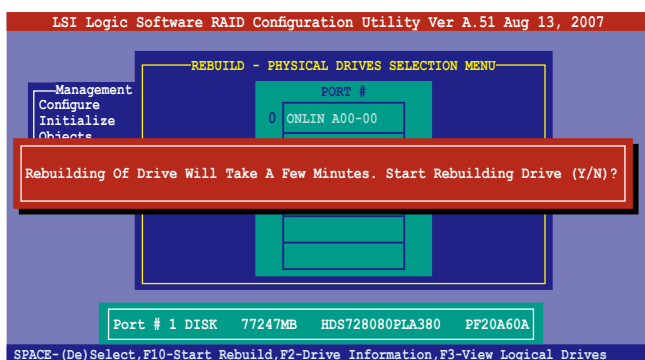 LSI Logic Software RAID Configuration Utility Ver A.51 Aug 13, 2007
REBUILD - PHYSICAL DRIVES SELECTION MENU
Management
PORT #
Configure
Initialize
0 ONLIN A00-00
Objects
Rebuilding Of Drive Will Take A Few Minutes. Start Rebuilding Drive (Y/N)?
Port # 1 DISK 77247MB HDS728080PLA380 PF20A60A
SPACE-(De)Select,F10-Start Rebuild,F2-Drive Information,F3-View Logical Drives